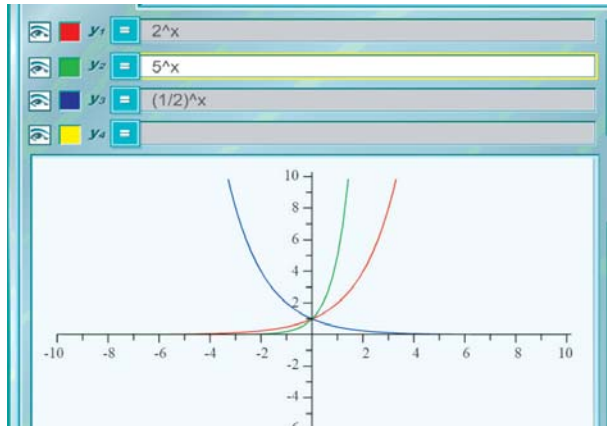 y1 = 2^x
y2 = 5^x
y3 = (1/2)^x
y4 =
10
8
6
4
2
-10 -8 -6 -4 -2 2 4 6 8 10
-2
-4